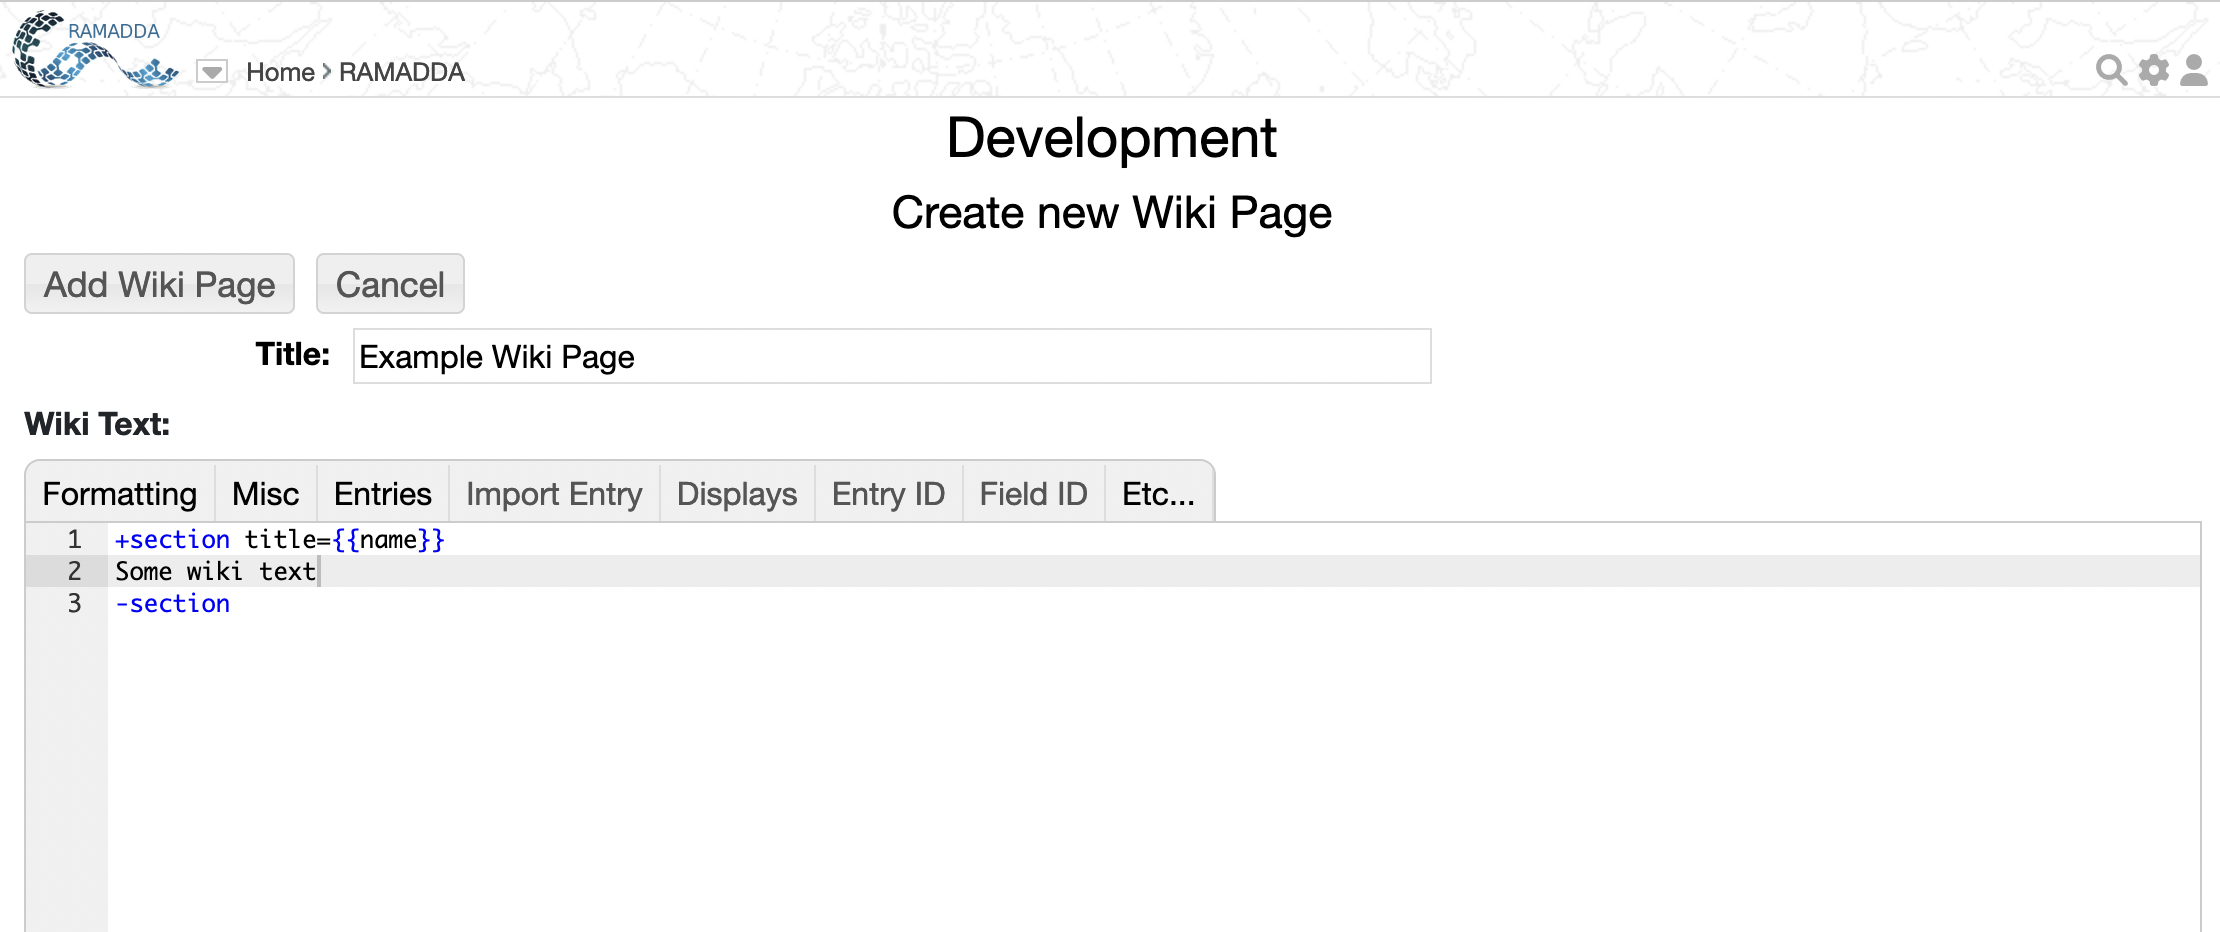 RAMADDA
Home › RAMADDA
Development
Create new Wiki Page
Add Wiki Page Cancel
Title: Example Wiki Page
Wiki Text:
Formatting Misc Entries Import Entry Displays Entry ID Field ID Etc...
1 +section title={{name}}
2 Some wiki text
3 -section